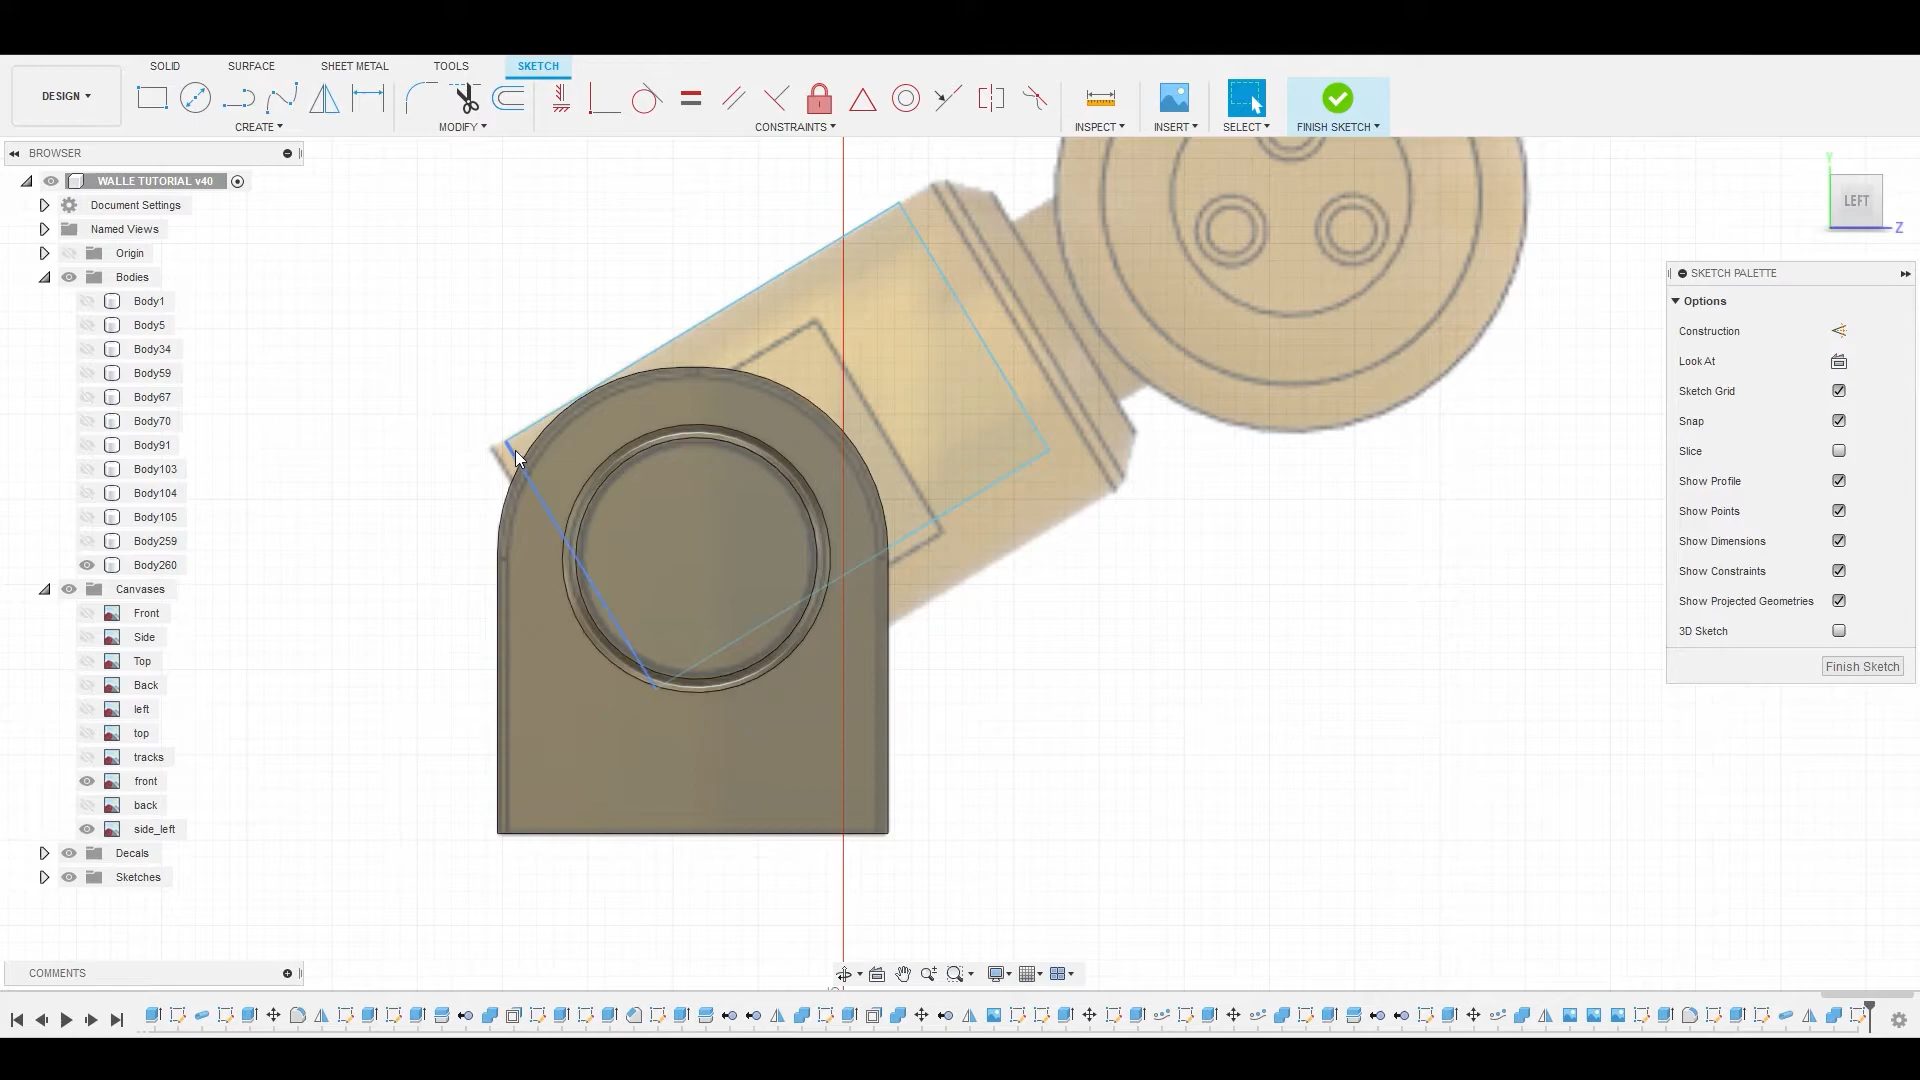 SOLID SURFACE SHEET METAL TOOLS SKETCH
DESIGN
CREATE MODIFY CONSTRAINTS INSPECT INSERT SELECT FINISH SKETCH
BROWSER
WALLE TUTORIAL v40
Document Settings
Named Views
Origin
Bodies
Body1
Body5
Body34
Body59
Body67
Body70
Body91
Body103
Body104
Body105
Body259
Body260
Canvases
Front
Side
Top
Back
left
top
tracks
front
back
side_left
Decals
Sketches
COMMENTS
Y
LEFT
Z
SKETCH PALETTE
Options
Construction
Look At
Sketch Grid
Snap
Slice
Show Profile
Show Points
Show Dimensions
Show Constraints
Show Projected Geometries
3D Sketch
Finish Sketch